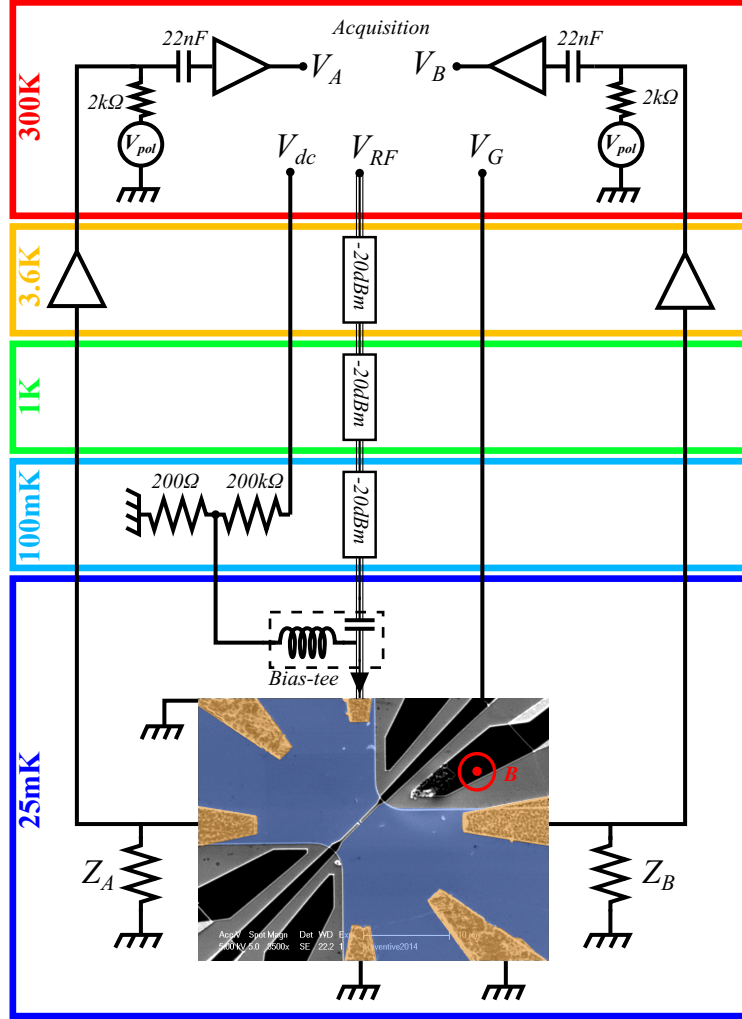 22nF
Acquisition
22nF
V_A
V_B
2kΩ
2kΩ
V_pol
V_pol
300K
V_dc
V_RF
V_G
3.6K
-20dBm
1K
-20dBm
100mK
200Ω
200kΩ
-20dBm
Bias-tee
25mK
B
Z_A
Z_B
Acc.V Spot Magn Det WD
5.00 kV 5.0 3500x SE 22.2 1 ventive2014